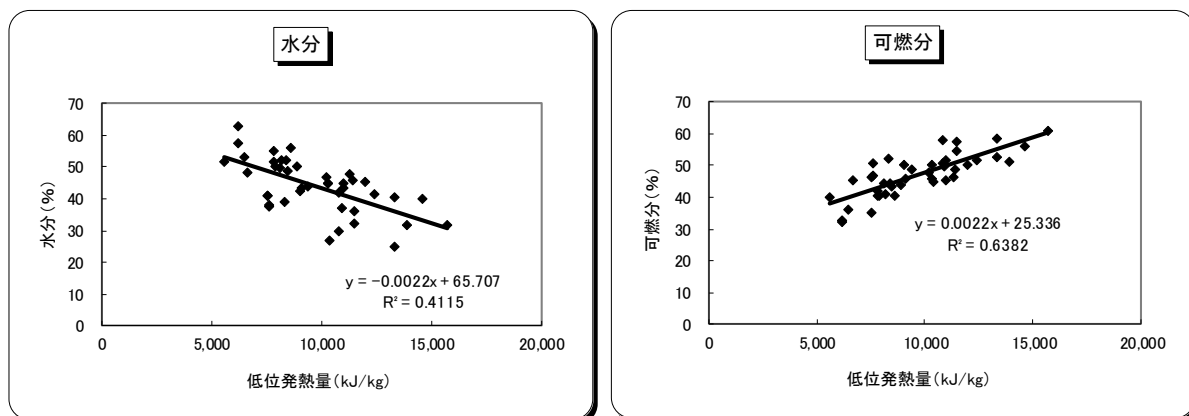 水分
70
60
50
40
30
20
10
0
水分(%)
y = −0.0022x + 65.707
R² = 0.4115
0 5,000 10,000 15,000 20,000
低位発熱量(kJ/kg)
可燃分
70
60
50
40
30
20
10
0
可燃分(%)
y = 0.0022x + 25.336
R² = 0.6382
0 5,000 10,000 15,000 20,000
低位発熱量(kJ/kg)